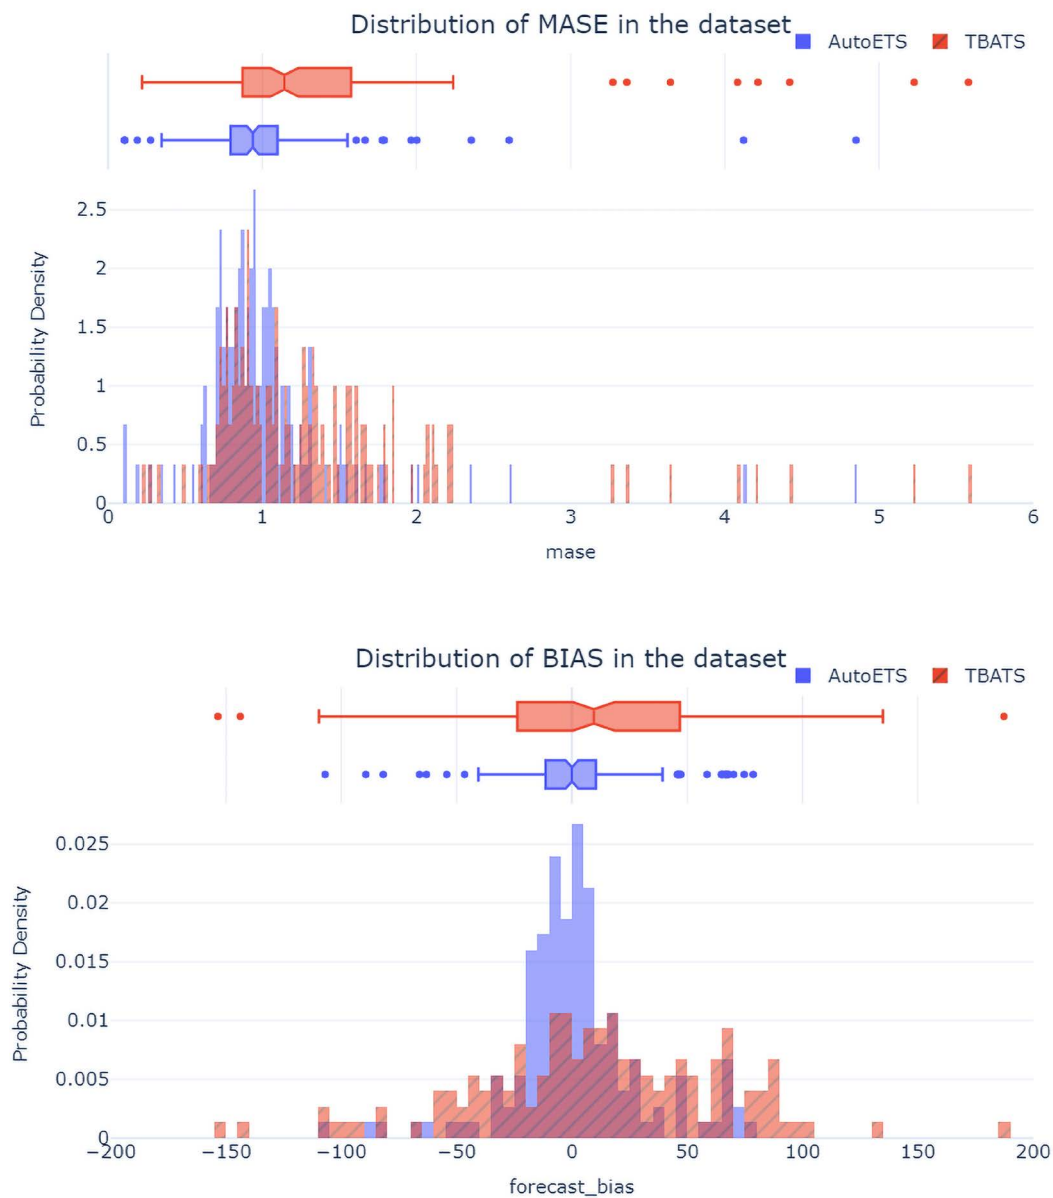 Distribution of MASE in the dataset
AutoETS
TBATS
2.5
2
1.5
1
0.5
0
Probability Density
0 1 2 3 4 5 6
mase
Distribution of BIAS in the dataset
AutoETS
TBATS
0.025
0.02
0.015
0.01
0.005
0
Probability Density
−200 −150 −100 −50 0 50 100 150 200
forecast_bias